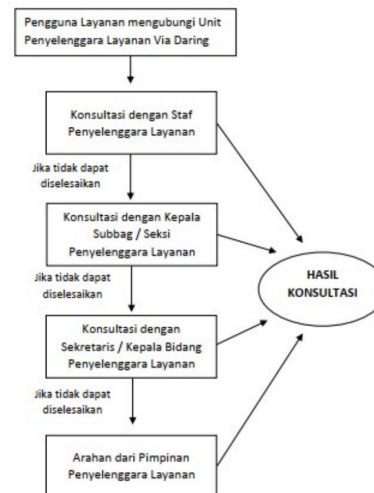 Pengguna Layanan mengubungi Unit
Penyelenggara Layanan Via Daring
Konsultasi dengan Staf
Penyelenggara Layanan
Jika tidak dapat
diselesaikan
Konsultasi dengan Kepala
Subbag / Seksi
Penyelenggara Layanan
HASIL
KONSULTASI
Jika tidak dapat
diselesaikan
Konsultasi dengan
Sekretaris / Kepala Bidang
Penyelenggara Layanan
Jika tidak dapat
diselesaikan
Arahan dari Pimpinan
Penyelenggara Layanan